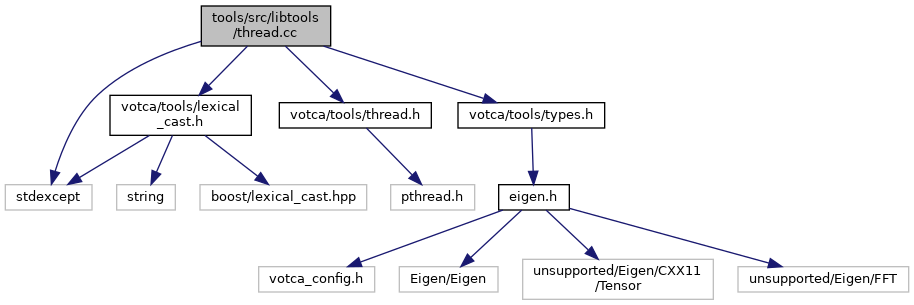 tools/src/libtools
/thread.cc
votca/tools/lexical
_cast.h
votca/tools/thread.h
votca/tools/types.h
stdexcept
string
boost/lexical_cast.hpp
pthread.h
eigen.h
votca_config.h
Eigen/Eigen
unsupported/Eigen/CXX11
/Tensor
unsupported/Eigen/FFT